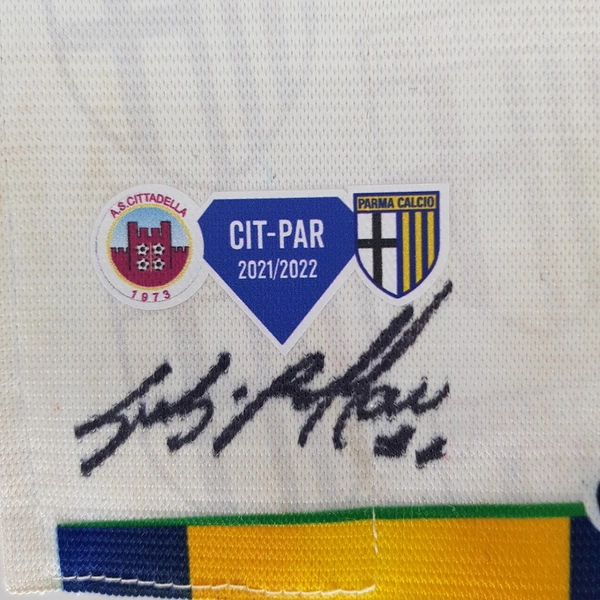 A.S.CITTADELLA
1973
CIT-PAR
2021/2022
PARMA CALCIO